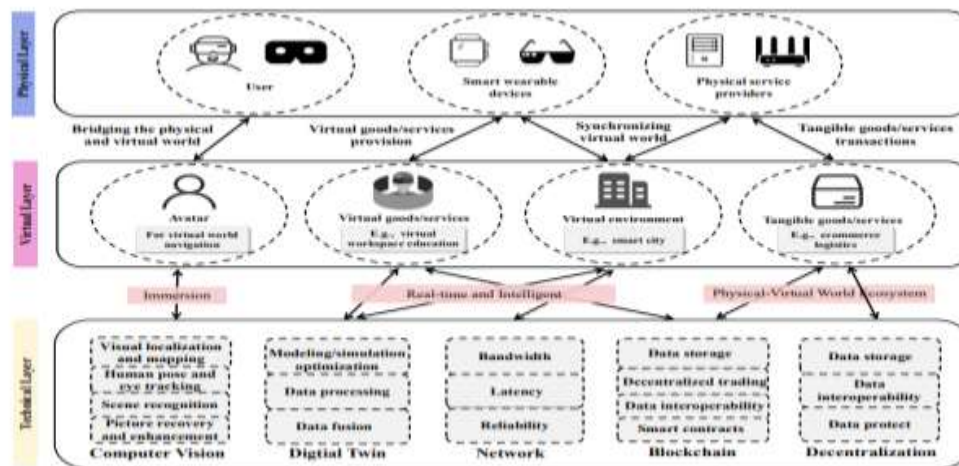 Physical Layer
User
Smart wearable
devices
Physical service
providers
Bridging the physical
and virtual world
Virtual goods/services
provision
Synchronizing
virtual world
Tangible goods/services
transactions
Virtual Layer
Avatar
For virtual world
navigation
Virtual goods/services
E.g., virtual
workspace education
Virtual environment
E.g., smart city
Tangible goods/services
E.g., ecommerce
logistics
Immersion
Real-time and Intelligent
Physical-Virtual World Ecosystem
Technical Layer
Visual localization
and mapping
Human pose and
eye tracking
Scene recognition
Picture recovery
and enhancement
Computer Vision
Modeling/simulation
optimization
Data processing
Data fusion
Digtial Twin
Bandwidth
Latency
Reliability
Network
Data storage
Decentralized trading
Data interoperability
Smart contracts
Blockchain
Data storage
Data
interoperability
Data protect
Decentralization